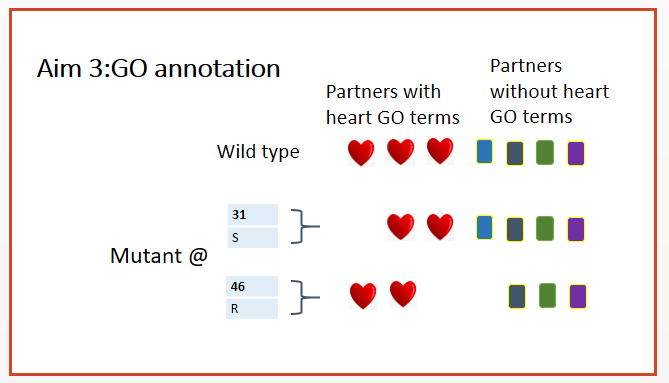 Aim 3:GO annotation
Partners with
heart GO terms
Partners
without heart
GO terms
Wild type
31
S
Mutant @
46
R